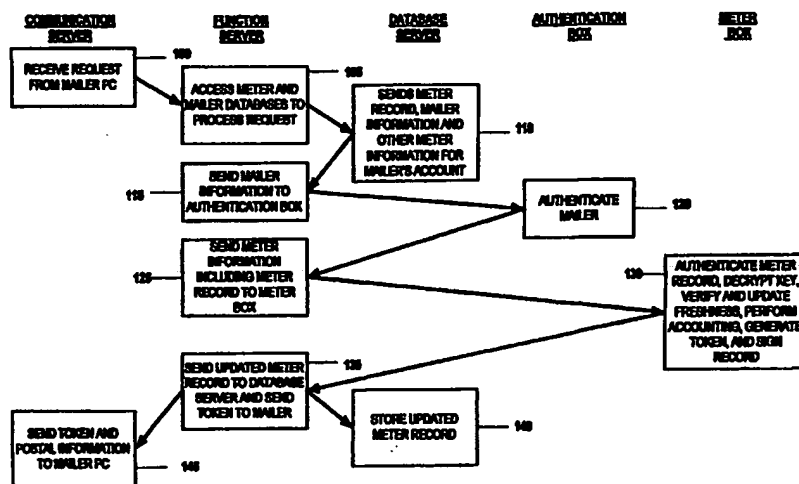 COMMUNICATION
SERVER
FUNCTION
SERVER
DATABASE
SERVER
AUTHENTICATION
BOX
METER
BOX
100
RECEIVE REQUEST
FROM MAILER PC
105
ACCESS METER AND
MAILER DATABASES TO
PROCESS REQUEST
SENDS METER
RECORD, MAILER
INFORMATION AND
OTHER METER
INFORMATION FOR
MAILER'S ACCOUNT
110
115
SEND MAILER
INFORMATION TO
AUTHENTICATION BOX
AUTHENTICATE
MAILER
120
125
SEND METER
INFORMATION
INCLUDING METER
RECORD TO METER
BOX
130
AUTHENTICATE METER
RECORD, DECRYPT KEY,
VERIFY AND UPDATE
FRESHNESS, PERFORM
ACCOUNTING, GENERATE
TOKEN, AND SIGN
RECORD
135
SEND UPDATED METER
RECORD TO DATABASE
SERVER AND SEND
TOKEN TO MAILER
STORE UPDATED
METER RECORD
140
SEND TOKEN AND
POSTAL INFORMATION
TO MAILER PC
145